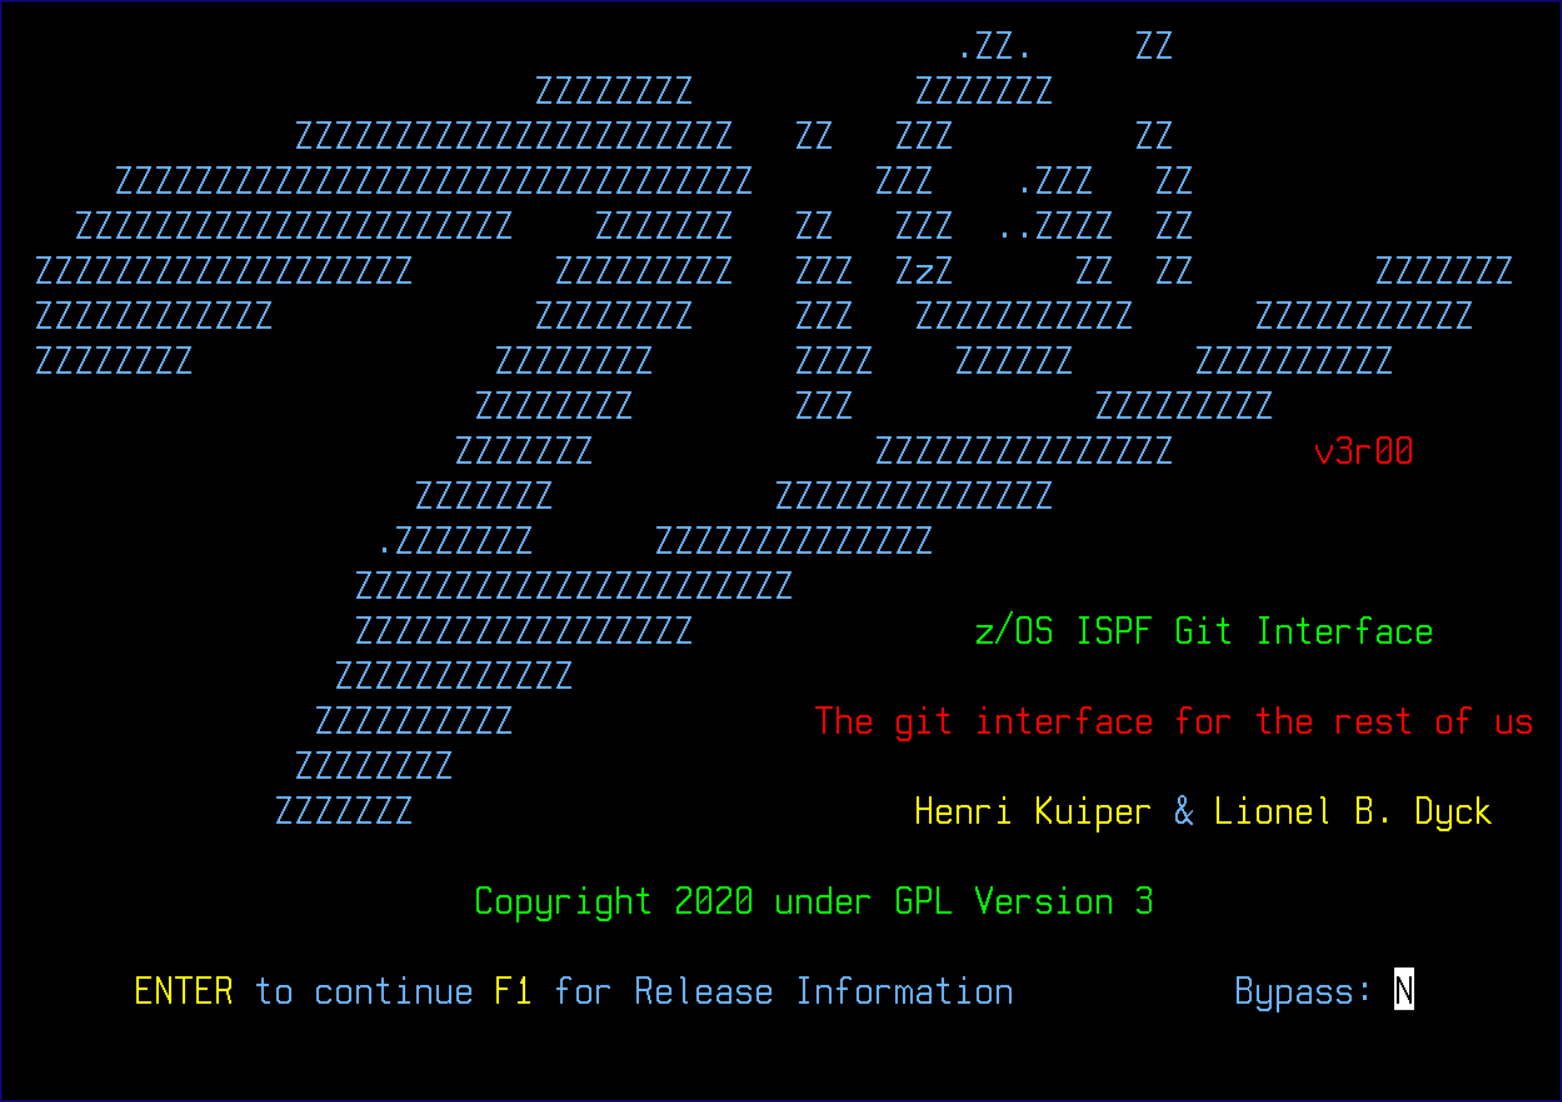 .ZZ. ZZ
ZZZZZZZZ ZZZZZZZ
ZZZZZZZZZZZZZZZZZZZZZZ ZZ ZZZ ZZ
ZZZZZZZZZZZZZZZZZZZZZZZZZZZZZZZZ ZZZ .ZZZ ZZ
ZZZZZZZZZZZZZZZZZZZZZZ ZZZZZZZ ZZ ZZZ ..ZZZZ ZZ
ZZZZZZZZZZZZZZZZZZZ ZZZZZZZZZ ZZZ ZzZ ZZ ZZ ZZZZZZZ
ZZZZZZZZZZZZ ZZZZZZZZ ZZZ ZZZZZZZZZZZ ZZZZZZZZZZZ
ZZZZZZZZ ZZZZZZZZ ZZZZ ZZZZZZ ZZZZZZZZZZ
ZZZZZZZZ ZZZ ZZZZZZZZZ
ZZZZZZZ ZZZZZZZZZZZZZZZ v3r00
ZZZZZZZ ZZZZZZZZZZZZZZ
.ZZZZZZZ ZZZZZZZZZZZZZZ
ZZZZZZZZZZZZZZZZZZZZZZ
ZZZZZZZZZZZZZZZZZ z/OS ISPF Git Interface
ZZZZZZZZZZZZ
ZZZZZZZZZZ The git interface for the rest of us
ZZZZZZZZ
ZZZZZZZ Henri Kuiper & Lionel B. Dyck
Copyright 2020 under GPL Version 3
ENTER to continue F1 for Release Information Bypass: N